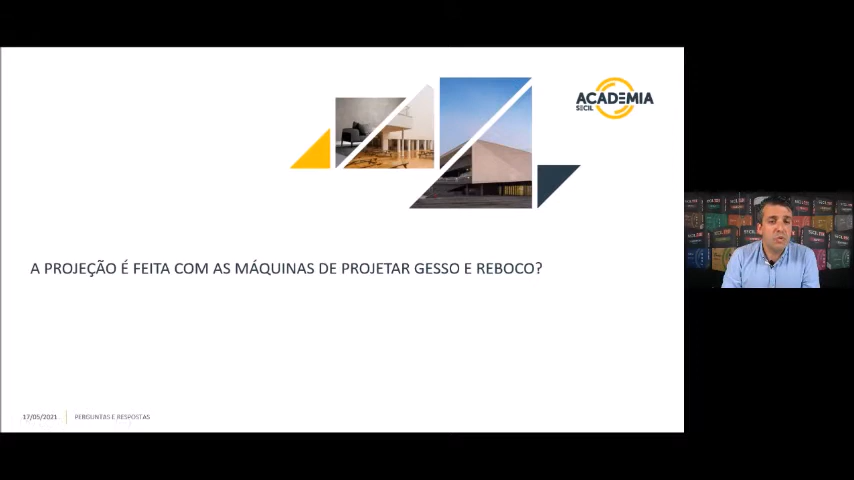 ACADEMIA
SECIL
A PROJEÇÃO É FEITA COM AS MÁQUINAS DE PROJETAR GESSO E REBOCO?
17/05/2021
PERGUNTAS E RESPOSTAS